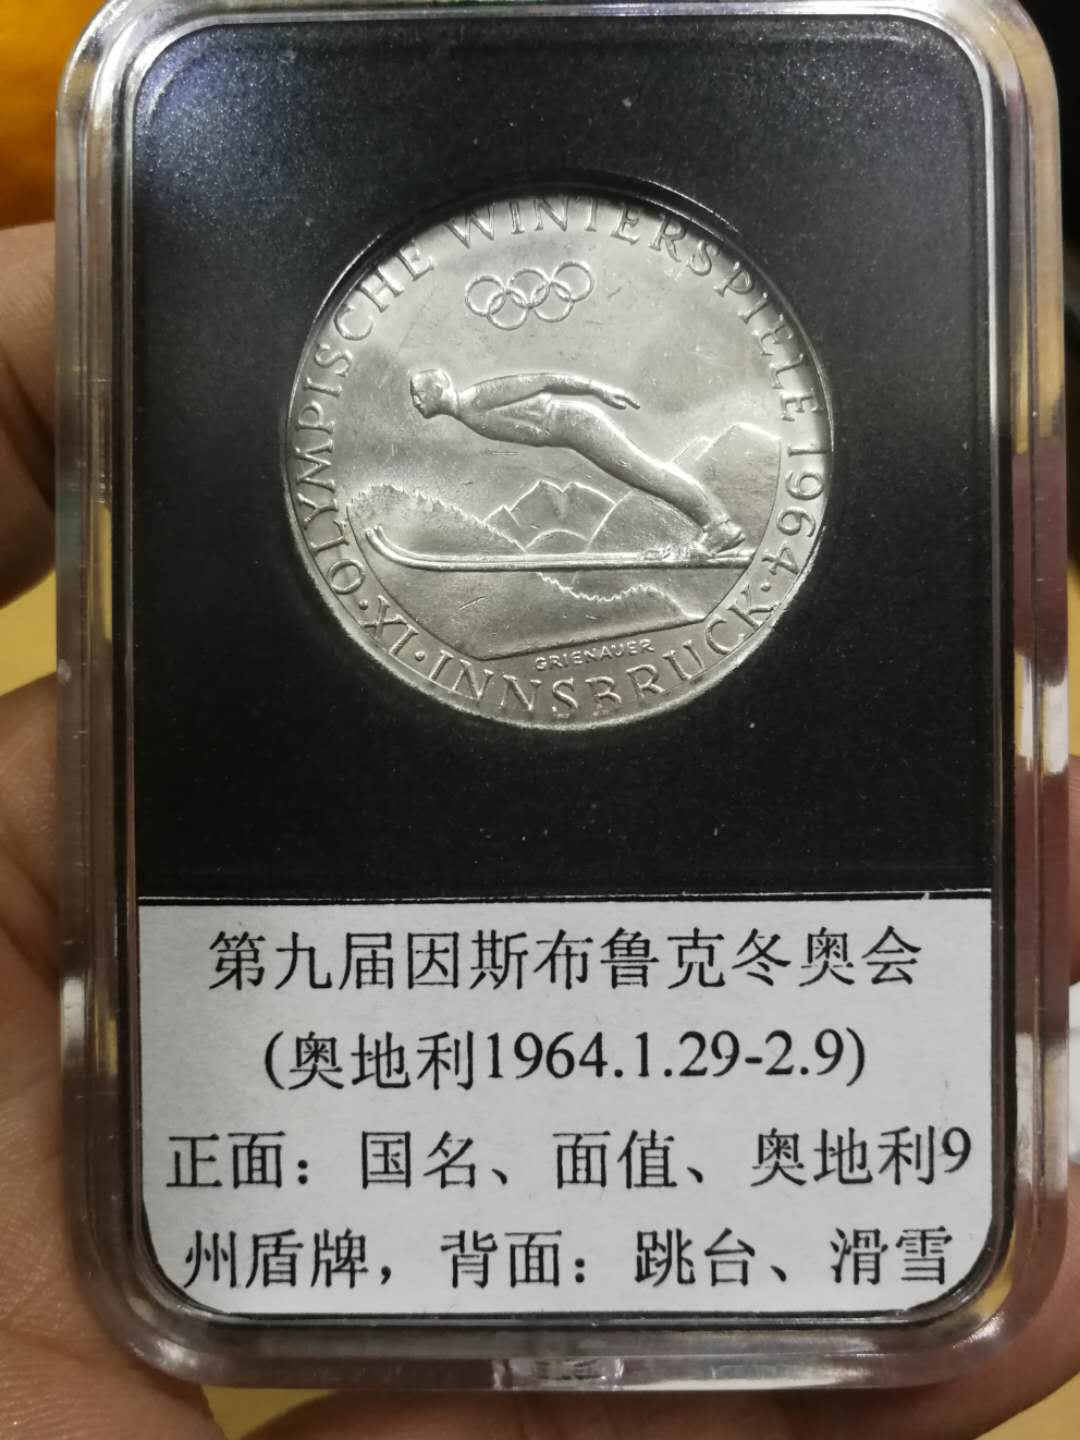 OLYMPISCHE WINTERSPIELE 1964
·XI·INNSBRUCK·
GRIENAUER
第九届因斯布鲁克冬奥会
(奥地利1964.1.29-2.9)
正面：国名、面值、奥地利9
州盾牌，背面：跳台、滑雪